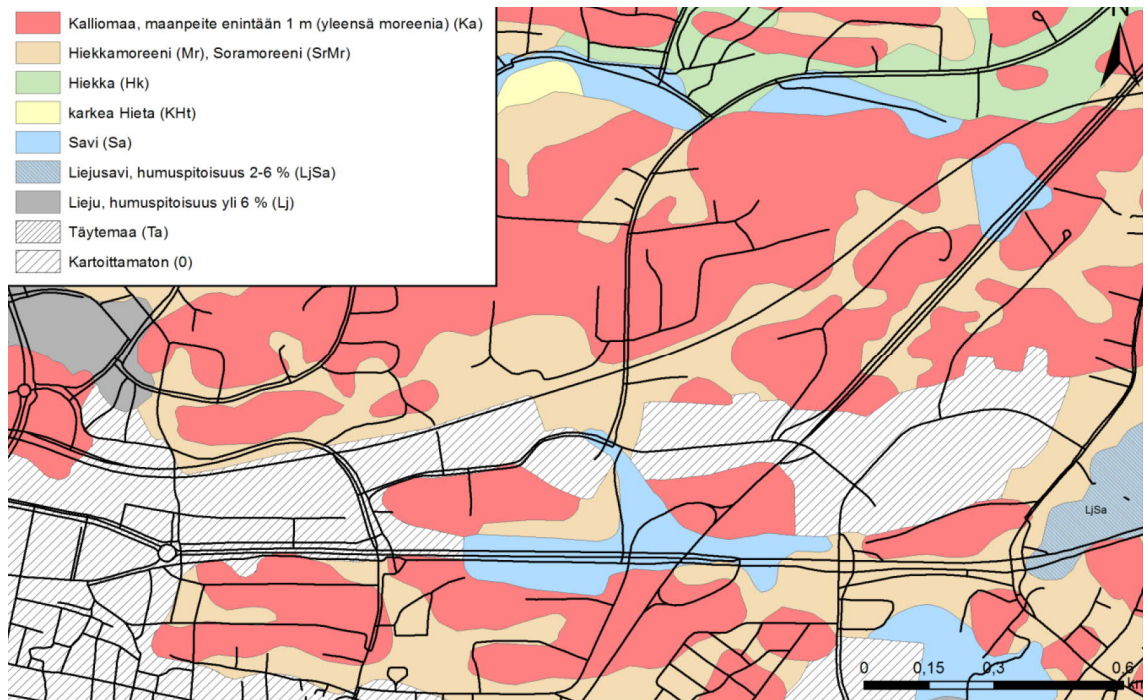 Kalliomaa, maanpeite enintään 1 m (yleensä moreenia) (Ka)
Hiekkamoreeni (Mr), Soramoreeni (SrMr)
Hiekka (Hk)
karkea Hieta (KHt)
Savi (Sa)
Liejusavi, humuspitoisuus 2-6 % (LjSa)
Lieju, humuspitoisuus yli 6 % (Lj)
Täytemaa (Ta)
Kartoittamaton (0)
N
LjSa
0 0,15 0,3 0,6
km